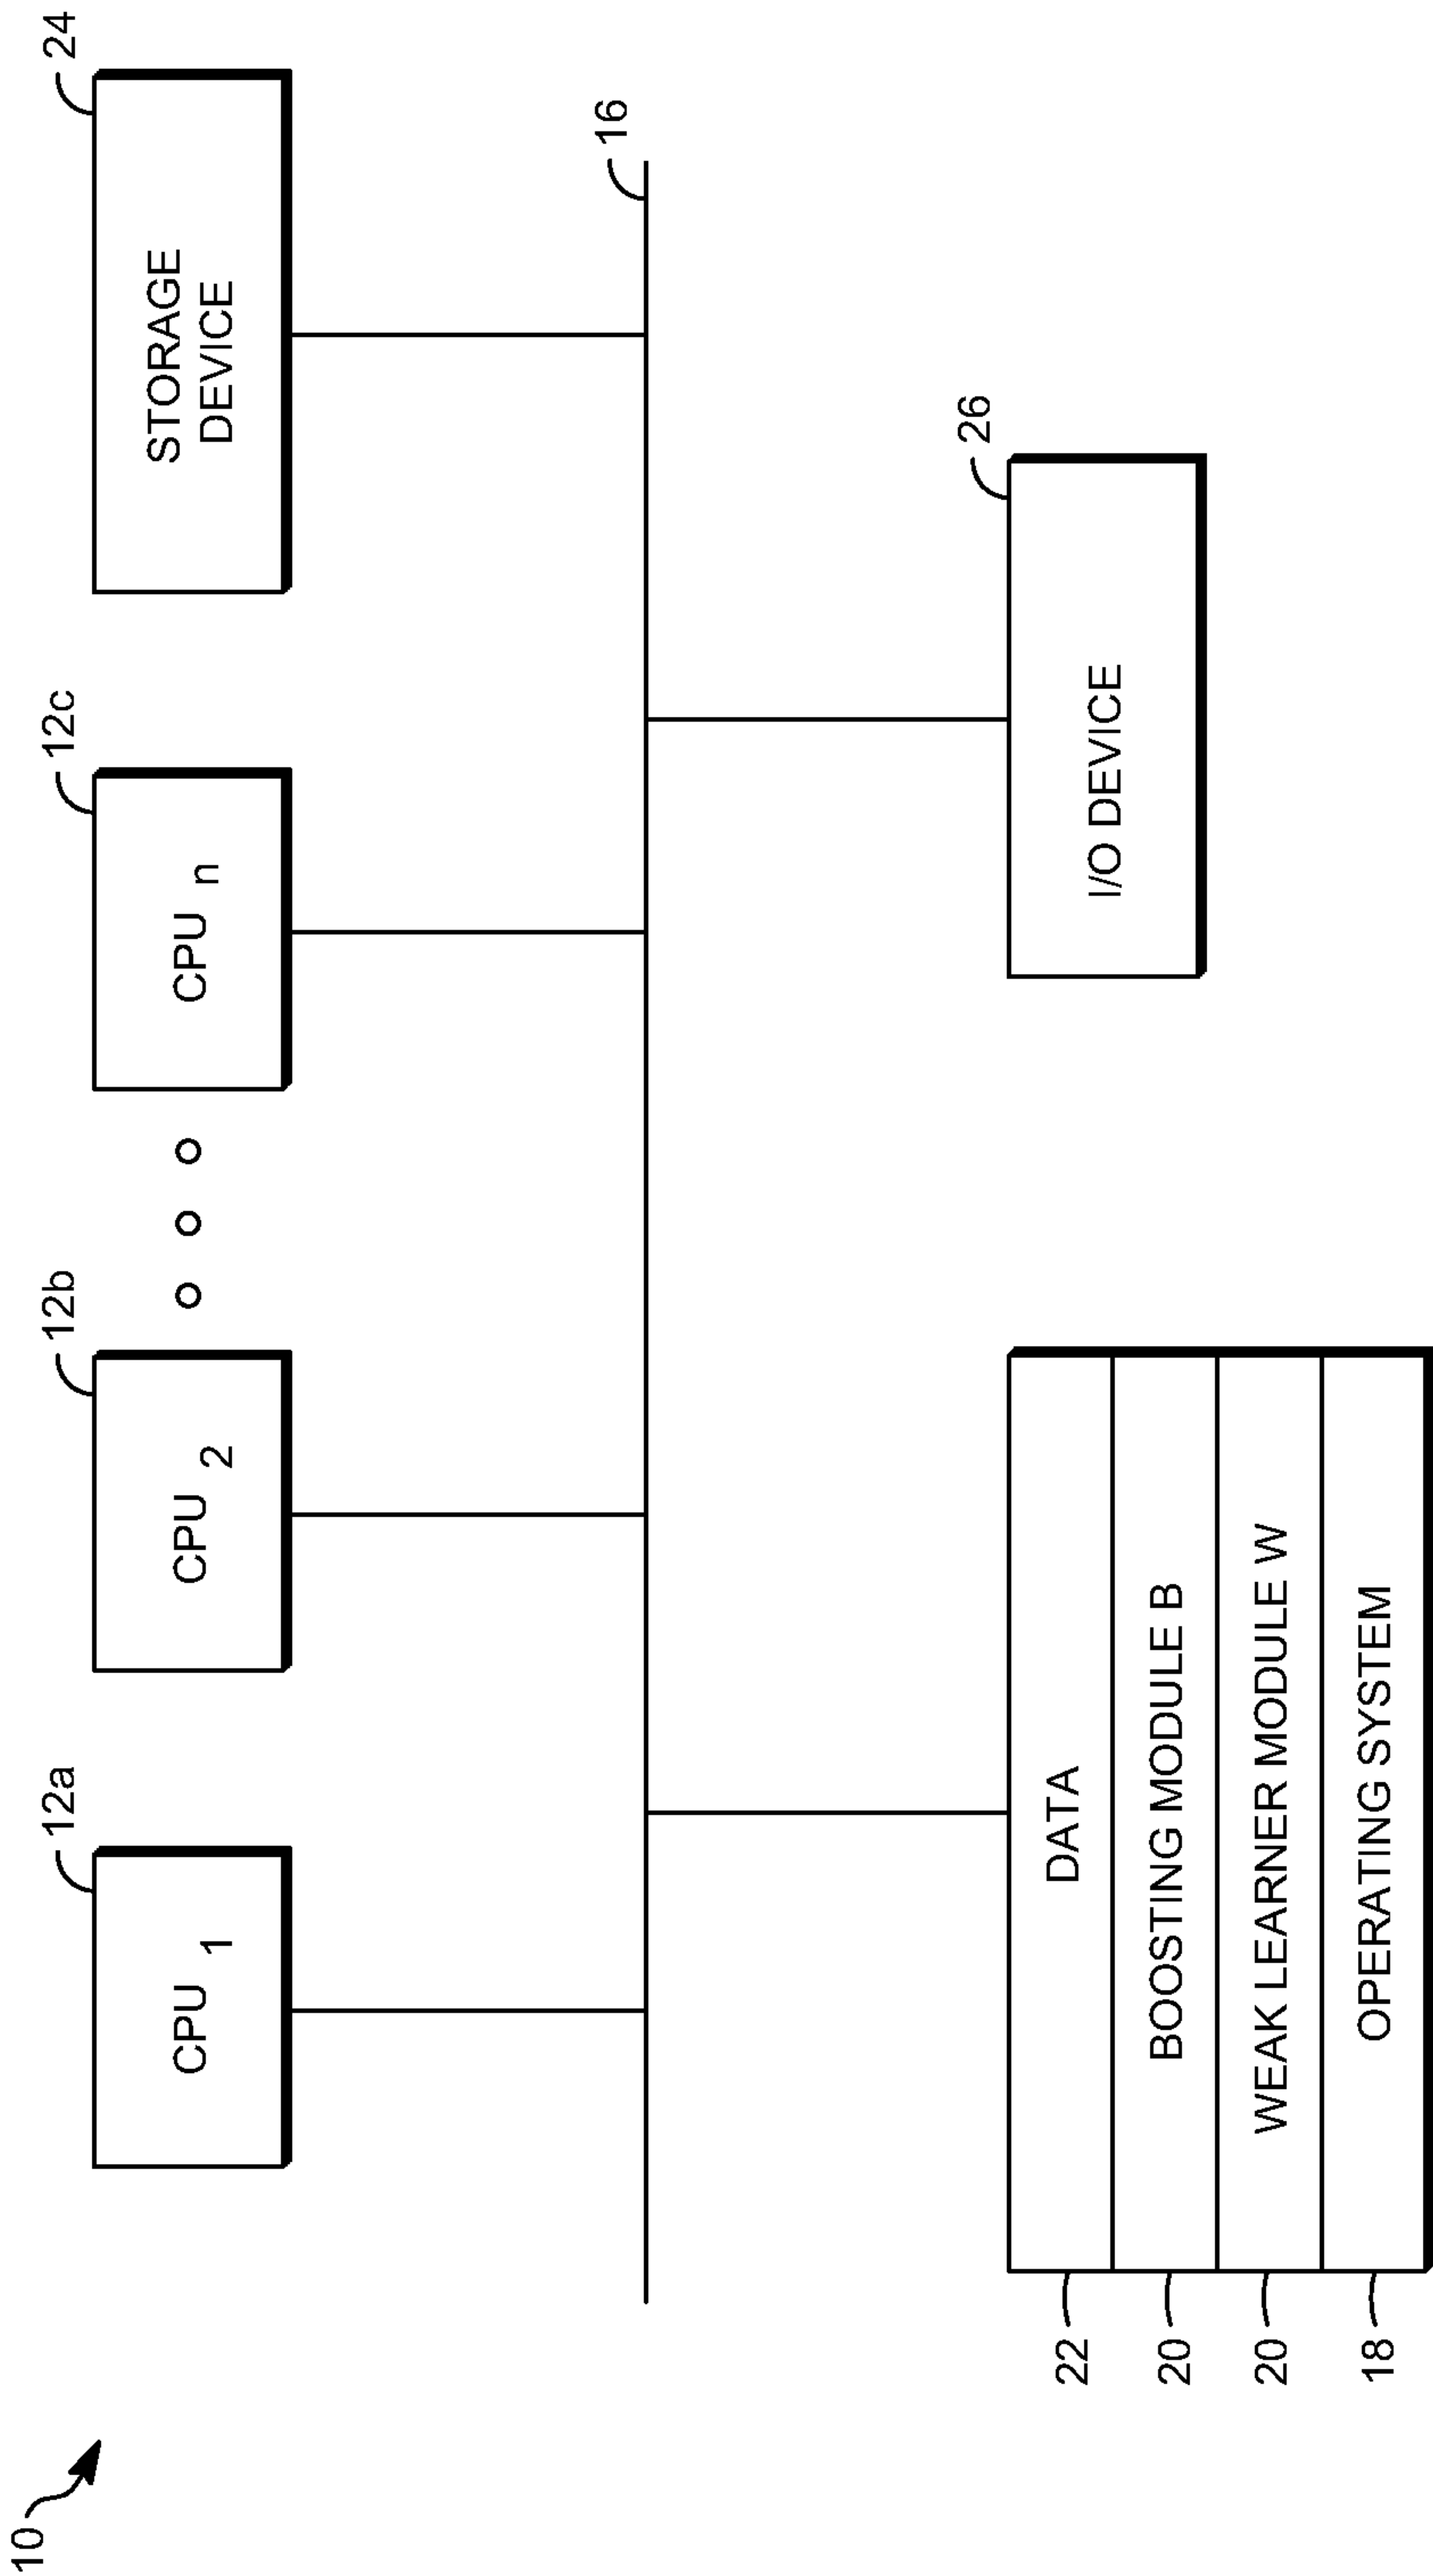 10
12a
12b
12c
24
CPU 1
CPU 2
CPU n
STORAGE
DEVICE
16
26
22
DATA
20
BOOSTING MODULE B
20
WEAK LEARNER MODULE W
18
OPERATING SYSTEM
I/O DEVICE